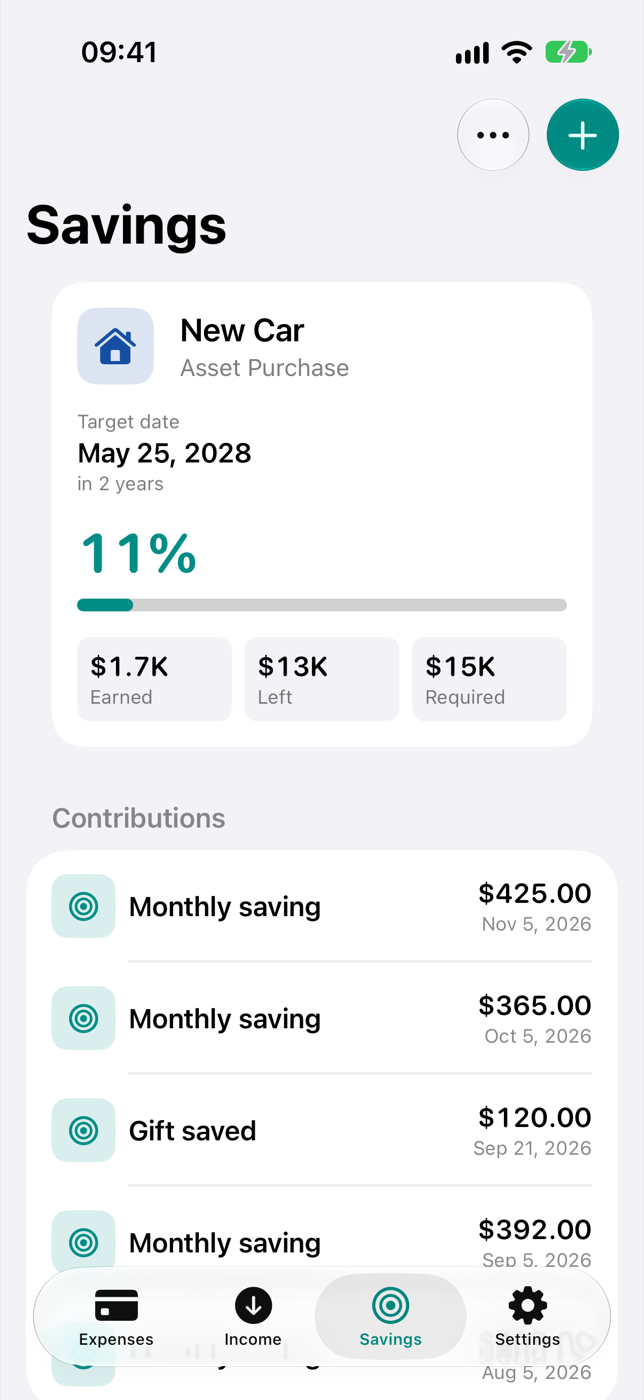 09:41
Savings
New Car
Asset Purchase
Target date
May 25, 2028
in 2 years
11%
$1.7K
Earned
$13K
Left
$15K
Required
Contributions
Monthly saving
$425.00
Nov 5, 2026
Monthly saving
$365.00
Oct 5, 2026
Gift saved
$120.00
Sep 21, 2026
Monthly saving
$392.00
Sep 5, 2026
Expenses
Income
Savings
Settings
Aug 5, 2026